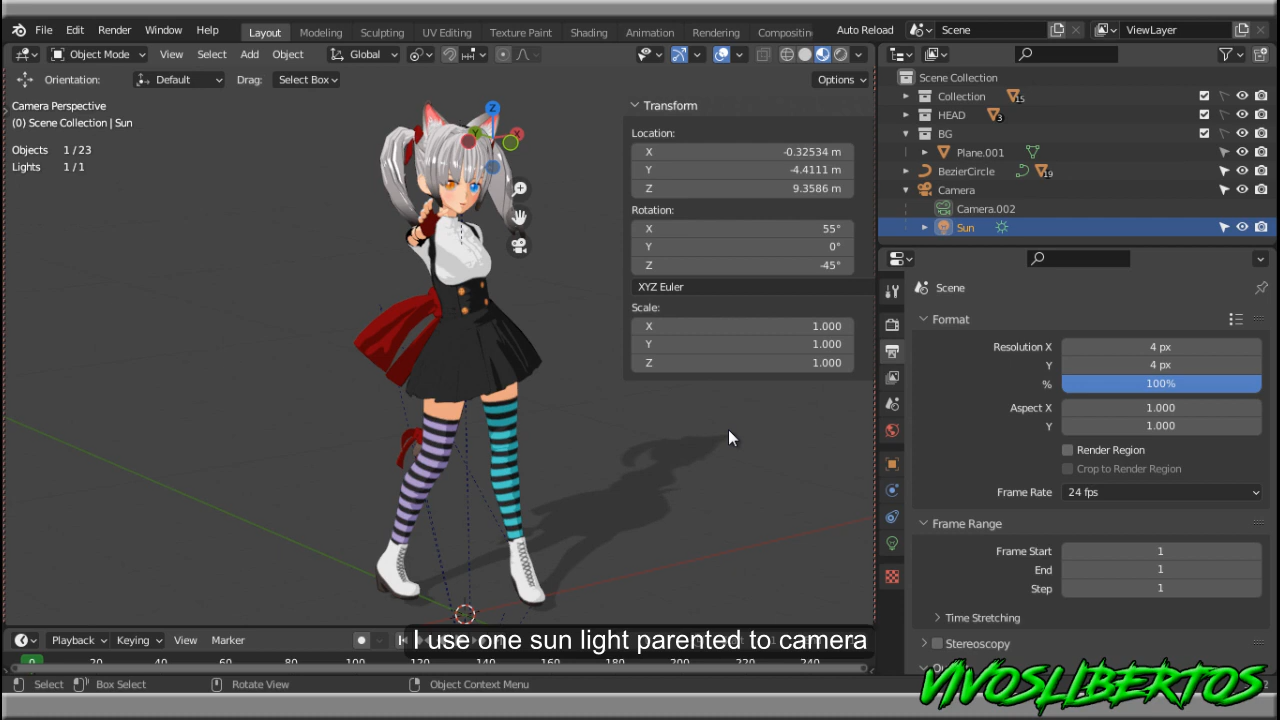 File Edit Render Window Help Layout Modeling Sculpting UV Editing Texture Paint Shading Animation Rendering Compositin Auto Reload Scene ViewLayer
Object Mode View Select Add Object Global
Orientation: Default Drag: Select Box Options
Camera Perspective
(0) Scene Collection | Sun
Objects 1/23
Lights 1/1
Z
Y
X
Transform
Location:
X -0.32534 m
Y -4.4111 m
Z 9.3586 m
Rotation:
X 55°
Y 0°
Z -45°
XYZ Euler
Scale:
X 1.000
Y 1.000
Z 1.000
Scene Collection
Collection 15
HEAD 3
BG
Plane.001
BezierCircle 19
Camera
Camera.002
Sun
Scene
Format
Resolution X 4 px
Y 4 px
% 100%
Aspect X 1.000
Y 1.000
Render Region
Crop to Render Region
Frame Rate 24 fps
Frame Range
Frame Start 1
End 1
Step 1
Time Stretching
Stereoscopy
Playback Keying View Marker
I use one sun light parented to camera
0 20 40 60 80 100 120 140 160 180 200 220 240
Select Box Select Rotate View Object Context Menu
VIVOSLIBERTOS